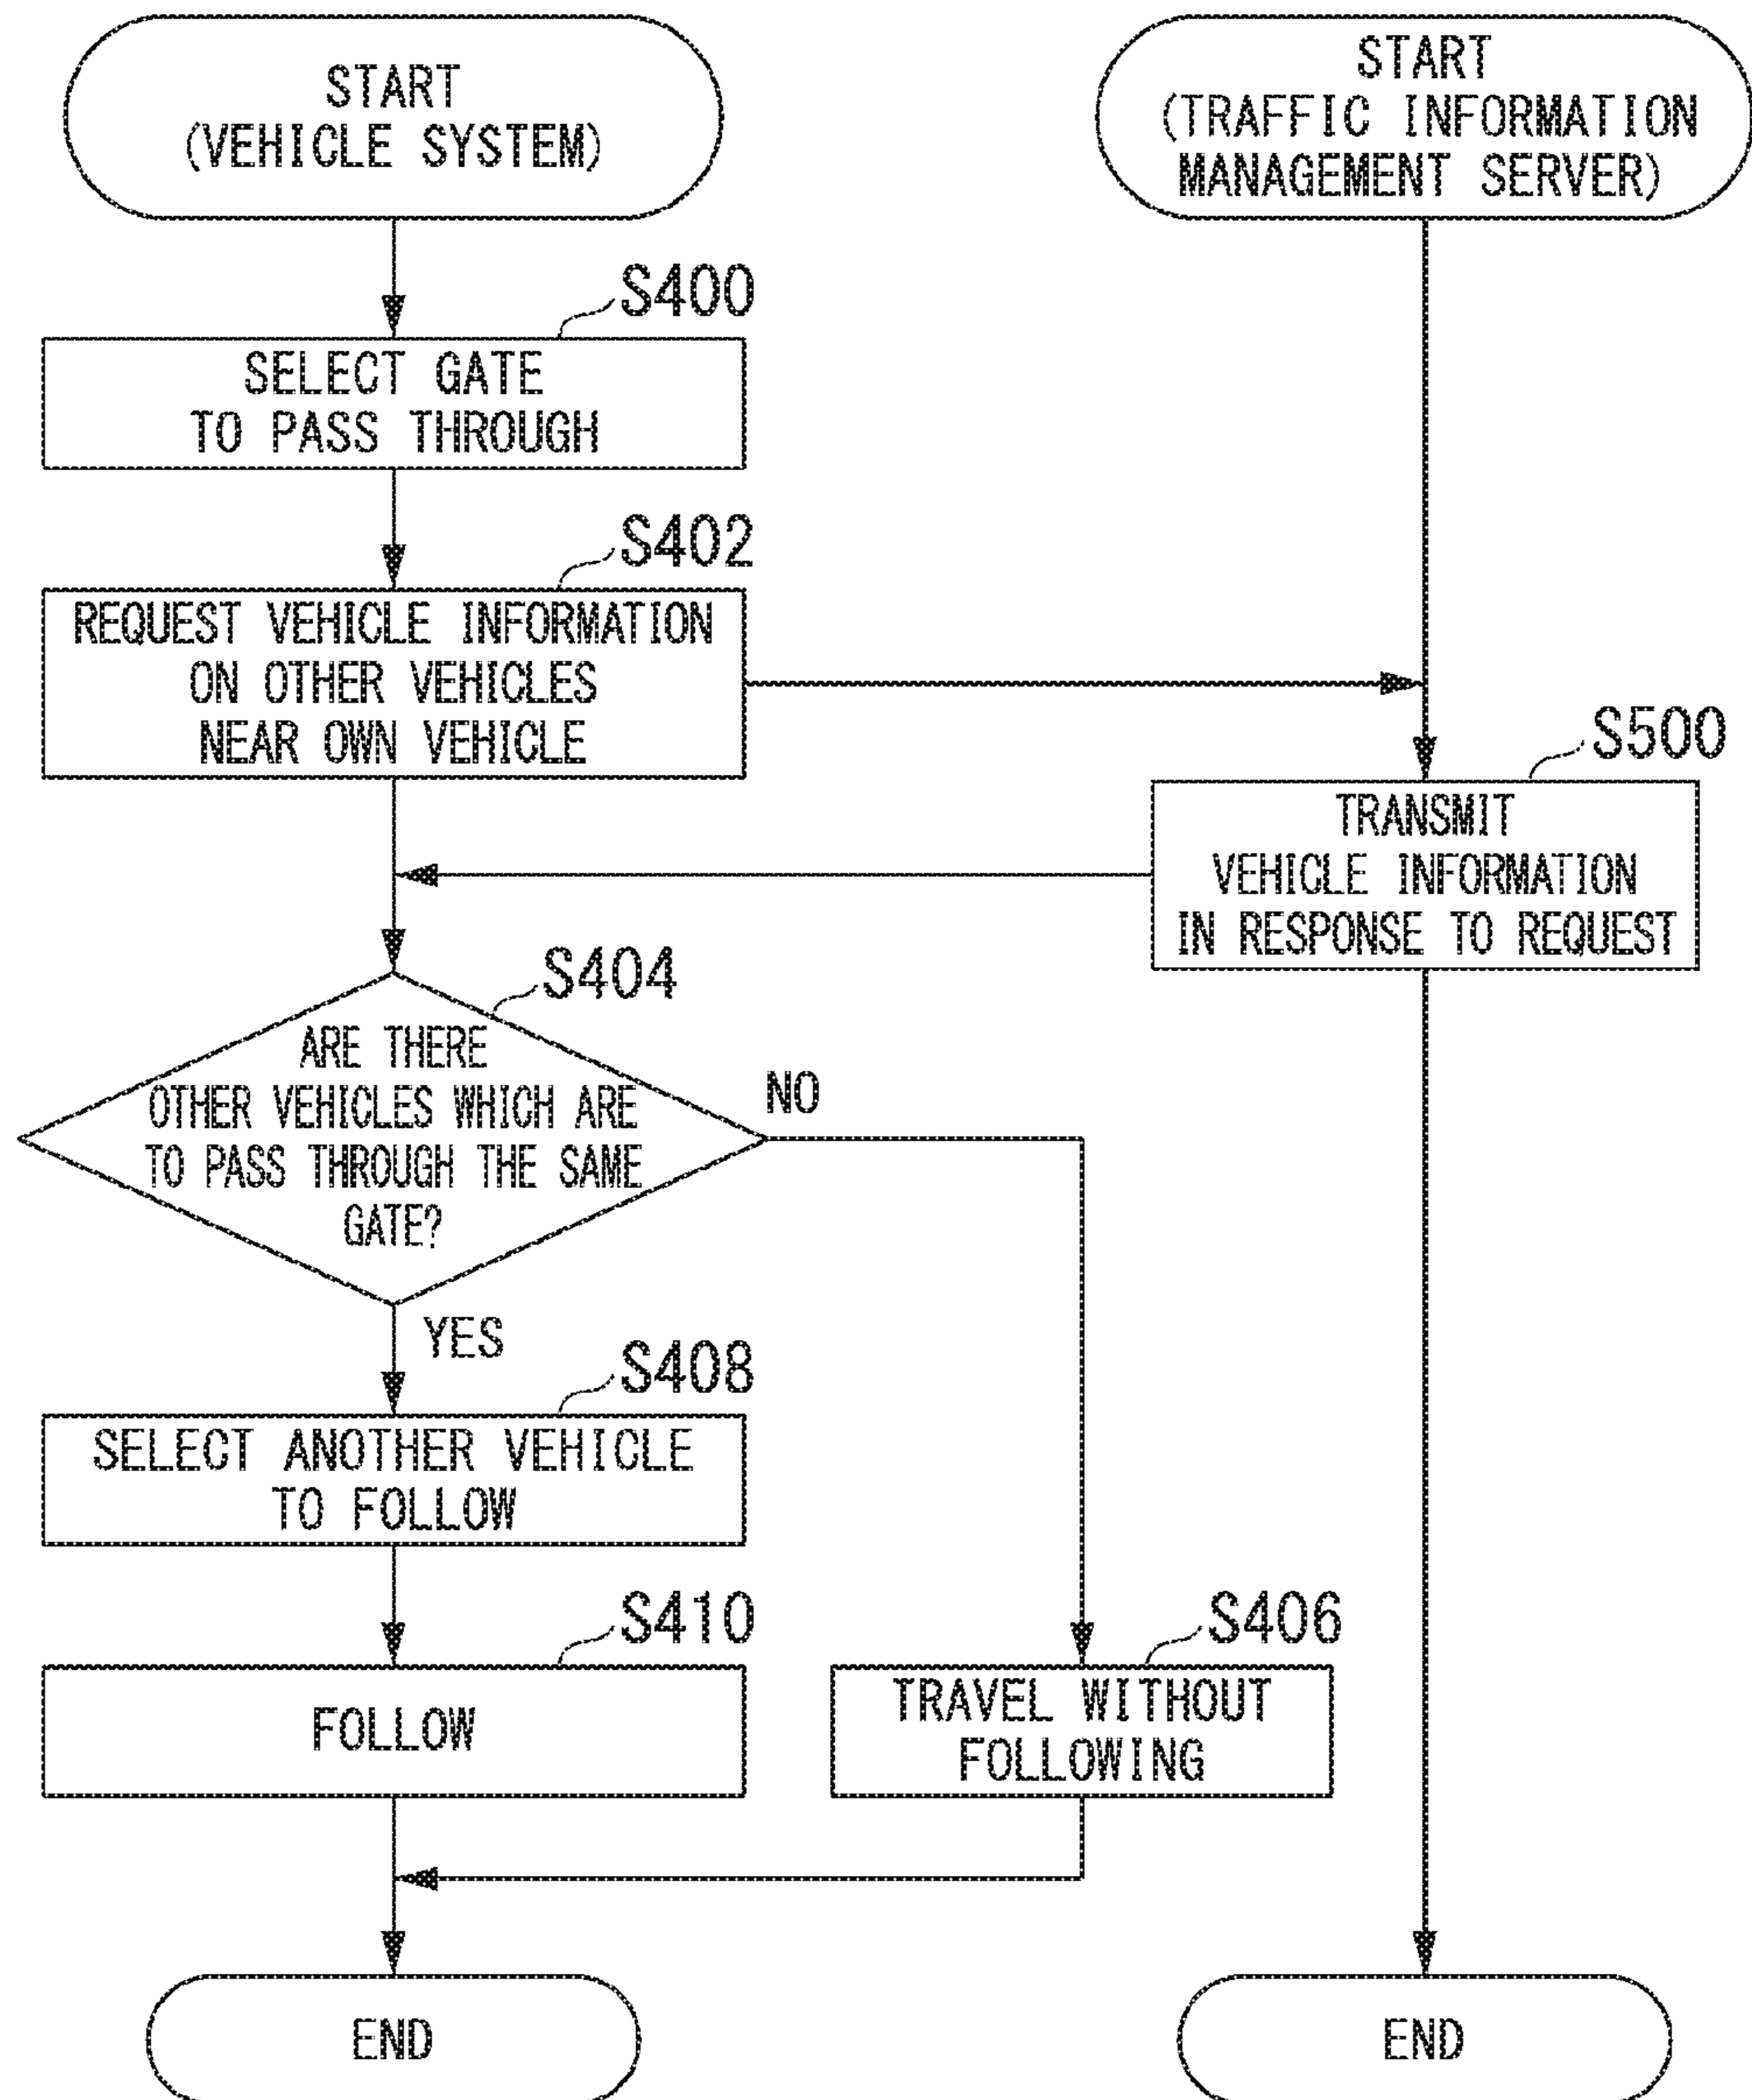 START
(VEHICLE SYSTEM)
START
(TRAFFIC INFORMATION
MANAGEMENT SERVER)
S400
SELECT GATE
TO PASS THROUGH
S402
REQUEST VEHICLE INFORMATION
ON OTHER VEHICLES
NEAR OWN VEHICLE
S500
TRANSMIT
VEHICLE INFORMATION
IN RESPONSE TO REQUEST
S404
ARE THERE
OTHER VEHICLES WHICH ARE
TO PASS THROUGH THE SAME
GATE?
NO
YES
S408
SELECT ANOTHER VEHICLE
TO FOLLOW
S410
FOLLOW
S406
TRAVEL WITHOUT
FOLLOWING
END
END